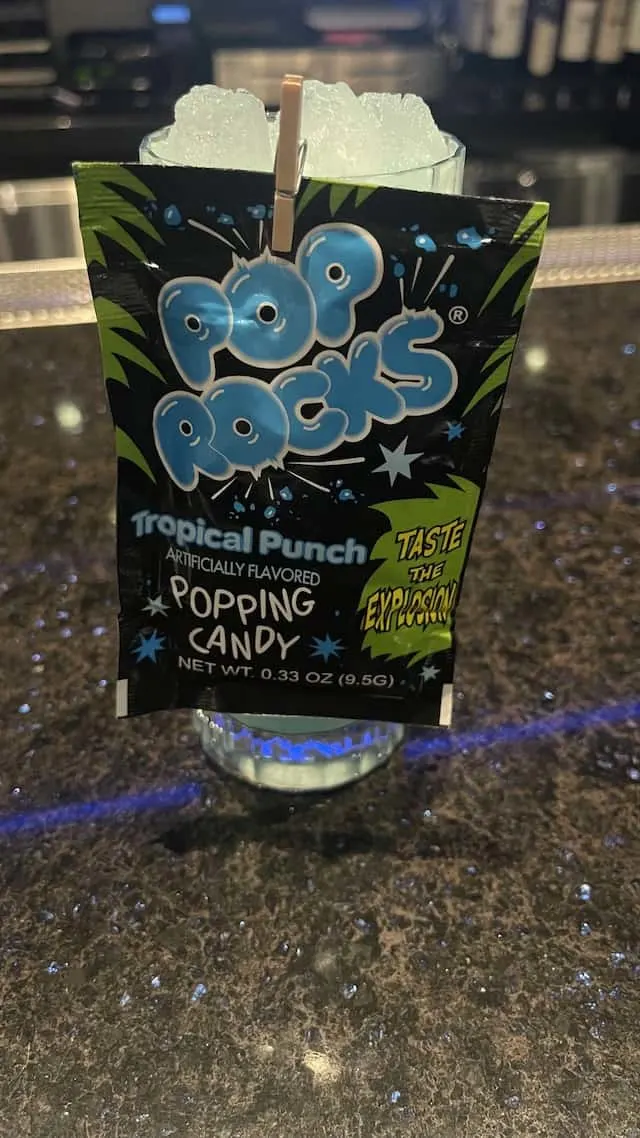 POP
ROCKS®
Tropical Punch
ARTIFICIALLY FLAVORED
POPPING
CANDY
NET WT. 0.33 OZ (9.5G)
TASTE
THE
EXPLOSION